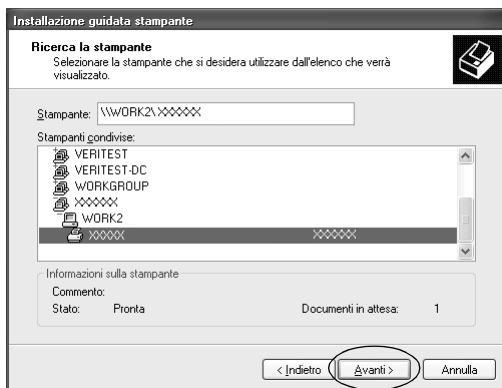 Installazione guidata stampante
Ricerca la stampante
Selezionare la stampante che si desidera utilizzare dall'elenco che verrà
visualizzato.
Stampante: \\WORK2\XXXXXX
Stampanti condivise:
VERITEST
VERITEST-DC
WORKGROUP
XXXXXX
WORK2
XXXXX XXXXXX
Informazioni sulla stampante
Commento:
Stato: Pronta Documenti in attesa: 1
< Indietro Avanti > Annulla